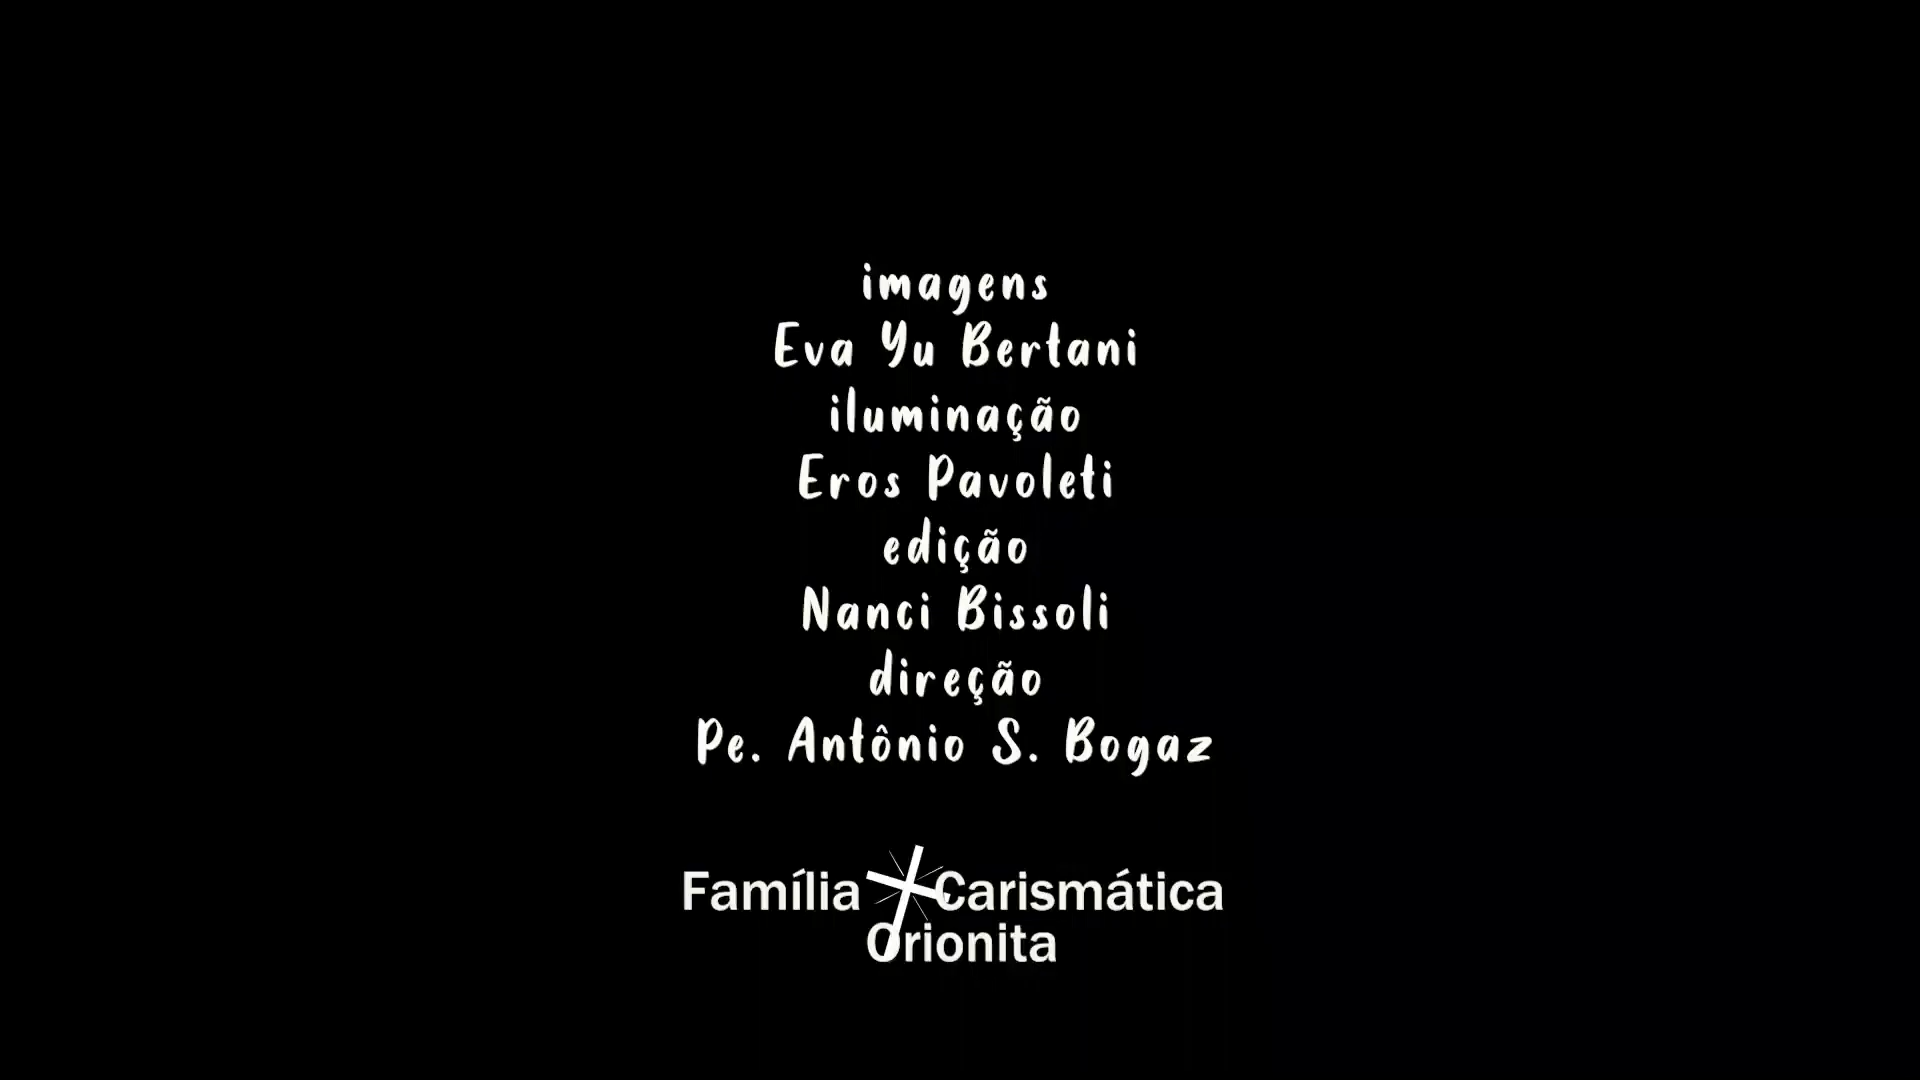 imagens
Eva Yu Bertani
iluminação
Eros Pavoleti
edição
Nanci Bissoli
direção
Pe. Antônio S. Bogaz
Família Carismática
Orionita